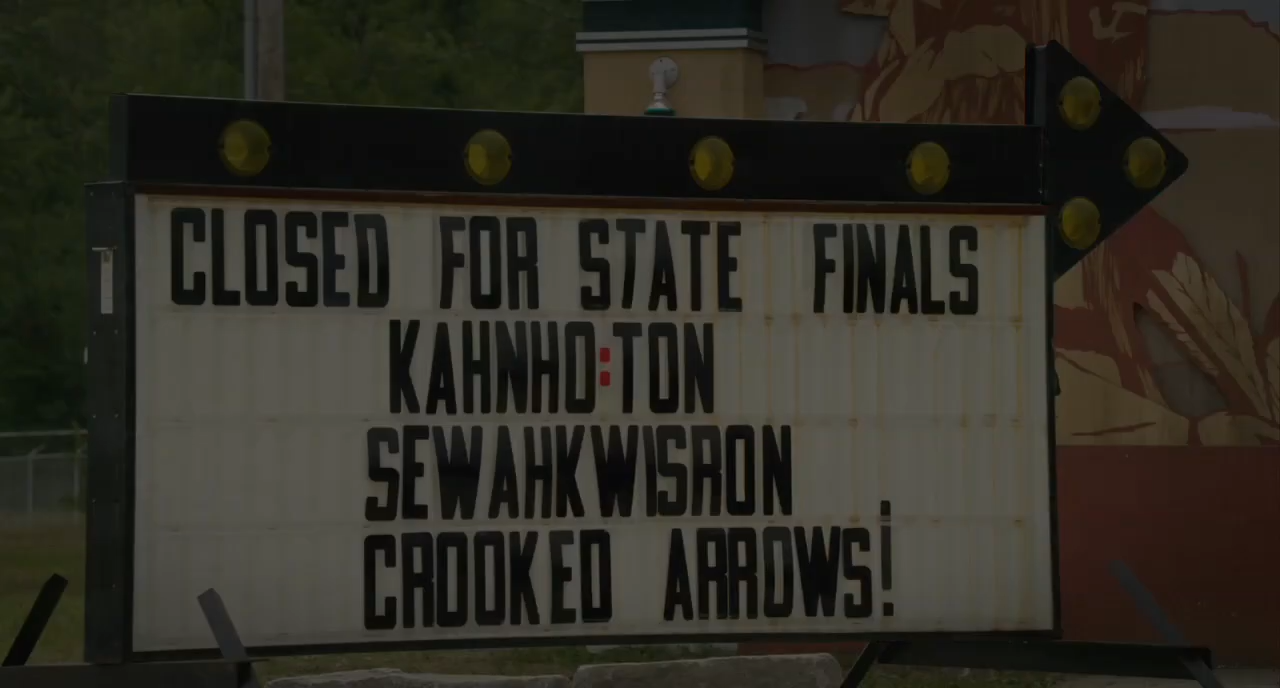 CLOSED FOR STATE FINALS
KAHNHO:TON
SEWAHKWISRON
CROOKED ARROWS!